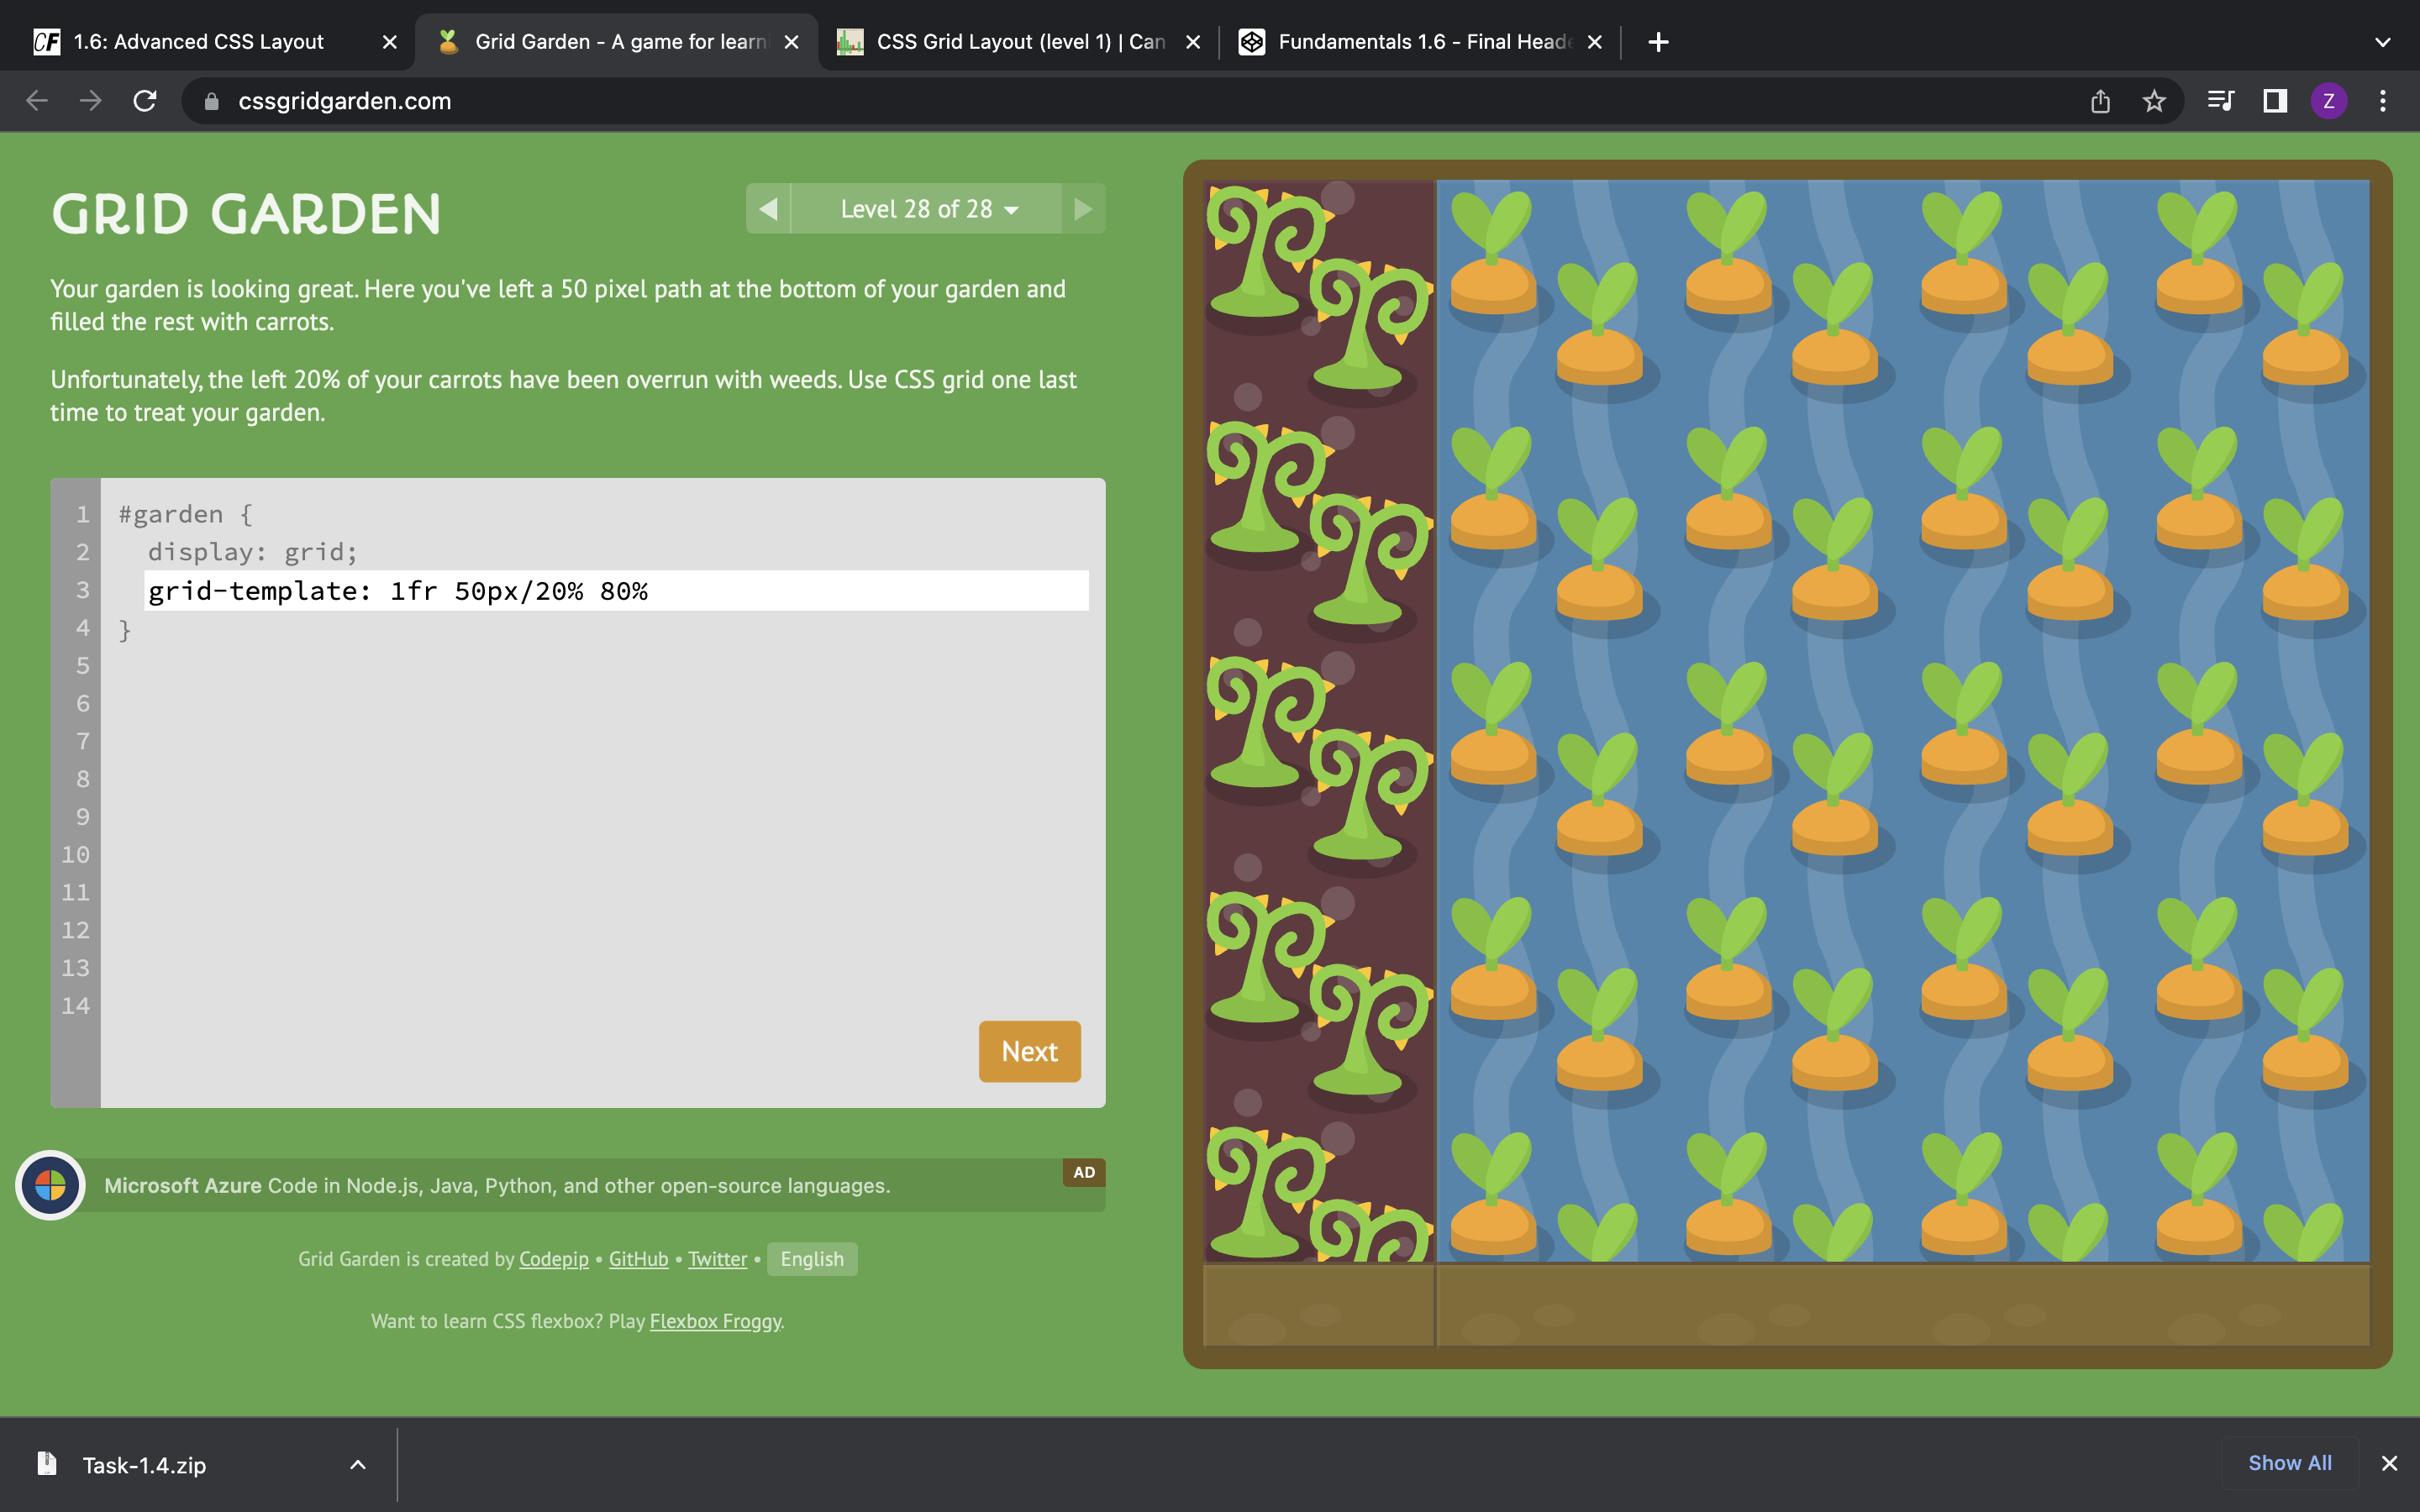 CF 1.6: Advanced CSS Layout
Grid Garden - A game for learn
CSS Grid Layout (level 1) | Can
Fundamentals 1.6 - Final Head
cssgridgarden.com
Z
GRID GARDEN
Level 28 of 28
Your garden is looking great. Here you've left a 50 pixel path at the bottom of your garden and
filled the rest with carrots.
Unfortunately, the left 20% of your carrots have been overrun with weeds. Use CSS grid one last
time to treat your garden.
1 #garden {
2 display: grid;
3 grid-template: 1fr 50px/20% 80%
4 }
5
6
7
8
9
10
11
12
13
14
Next
AD
Microsoft Azure Code in Node.js, Java, Python, and other open-source languages.
Grid Garden is created by Codepip • GitHub • Twitter • English
Want to learn CSS flexbox? Play Flexbox Froggy.
Task-1.4.zip
Show All